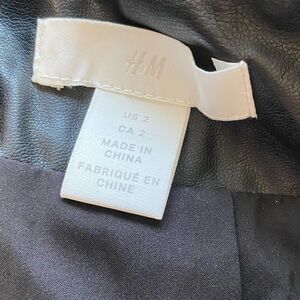 H&M
US 2
CA 2
MADE IN
CHINA
FABRIQUÉ EN
CHINE